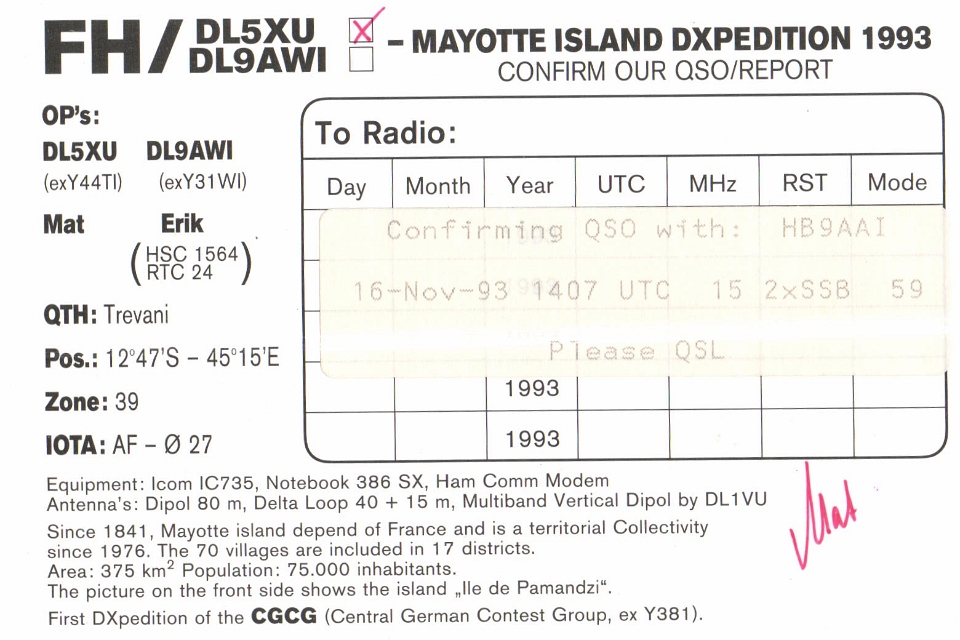 FH/ DL5XU – MAYOTTE ISLAND DXPEDITION 1993
DL9AWI CONFIRM OUR QSO/REPORT
OP's:
DL5XU DL9AWI
(exY44TI) (exY31WI)
Mat Erik
(HSC 1564
RTC 24)
QTH: Trevani
Pos.: 12°47'S – 45°15'E
Zone: 39
IOTA: AF – Ø 27
To Radio:
Day Month Year UTC MHz RST Mode
Confirming QSO with: HB9AAI
16-Nov-93 1407 UTC 15 2xSSB 59
Please QSL
1993
1993
Equipment: Icom IC735, Notebook 386 SX, Ham Comm Modem
Antenna's: Dipol 80 m, Delta Loop 40 + 15 m, Multiband Vertical Dipol by DL1VU
Since 1841, Mayotte island depend of France and is a territorial Collectivity
since 1976. The 70 villages are included in 17 districts.
Area: 375 km² Population: 75.000 inhabitants.
The picture on the front side shows the island „Ile de Pamandzi“.
First DXpedition of the CGCG (Central German Contest Group, ex Y381).
Mat